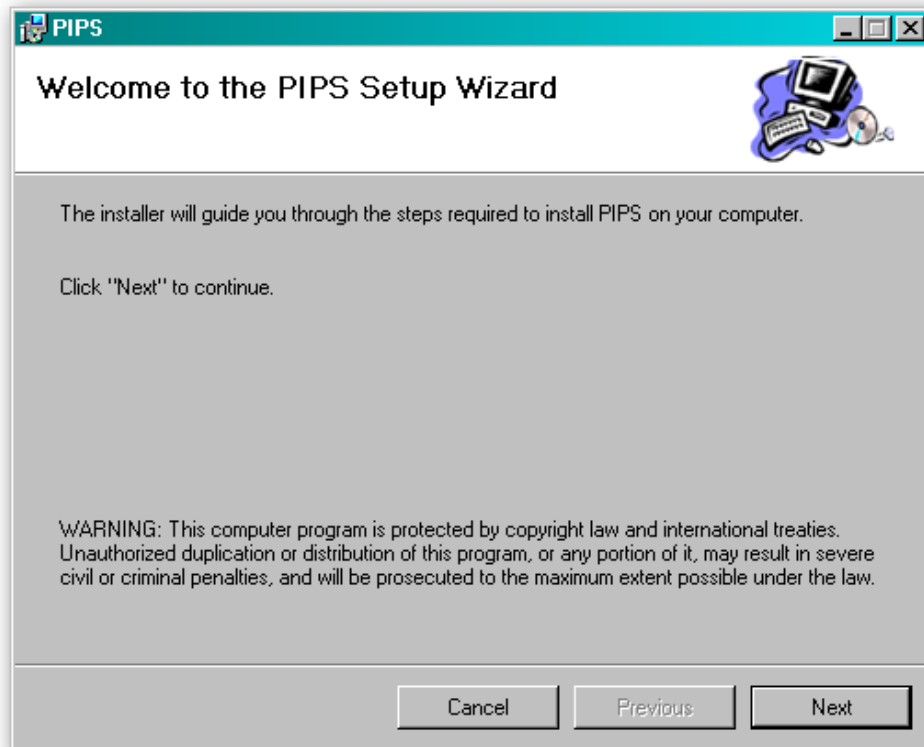 PIPS
Welcome to the PIPS Setup Wizard
The installer will guide you through the steps required to install PIPS on your computer.
Click "Next" to continue.
WARNING: This computer program is protected by copyright law and international treaties.
Unauthorized duplication or distribution of this program, or any portion of it, may result in severe
civil or criminal penalties, and will be prosecuted to the maximum extent possible under the law.
Cancel Previous Next